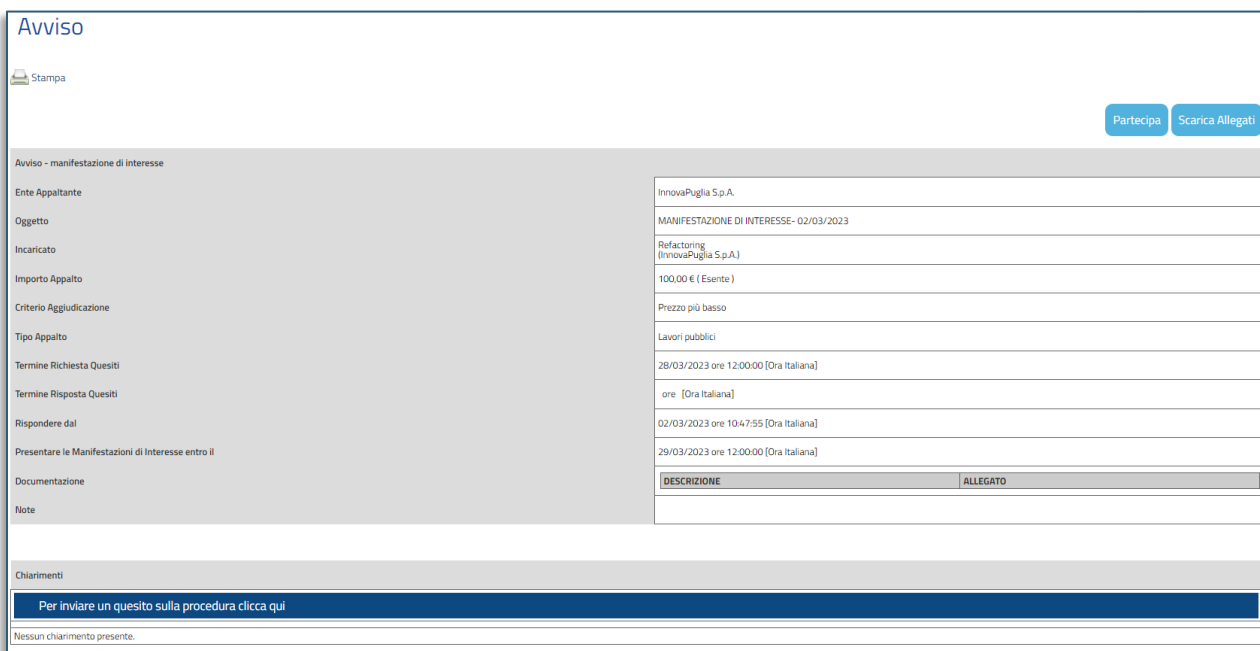 Avviso
Stampa
Partecipa Scarica Allegati
Avviso - manifestazione di interesse
Ente Appaltante InnovaPuglia S.p.A.
Oggetto MANIFESTAZIONE DI INTERESSE- 02/03/2023
Incaricato Refactoring
(InnovaPuglia S.p.A.)
Importo Appalto 100,00 € ( Esente )
Criterio Aggiudicazione Prezzo più basso
Tipo Appalto Lavori pubblici
Termine Richiesta Quesiti 28/03/2023 ore 12:00:00 [Ora Italiana]
Termine Risposta Quesiti ore [Ora Italiana]
Rispondere dal 02/03/2023 ore 10:47:55 [Ora Italiana]
Presentare le Manifestazioni di Interesse entro il 29/03/2023 ore 12:00:00 [Ora Italiana]
Documentazione DESCRIZIONE ALLEGATO
Note
Chiarimenti
Per inviare un quesito sulla procedura clicca qui
Nessun chiarimento presente.